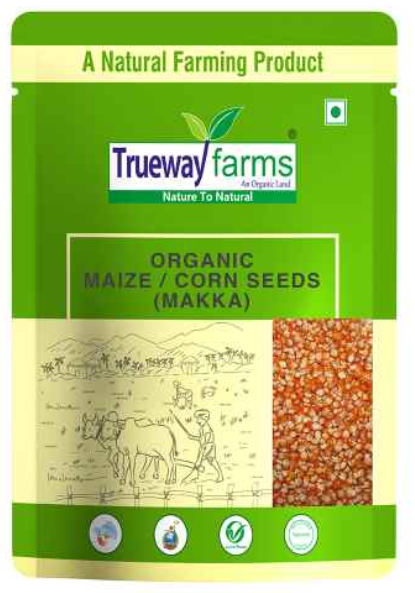 A Natural Farming Product
Trueway farms
®
An Organic Land
Nature To Natural
ORGANIC
MAIZE / CORN SEEDS
(MAKKA)